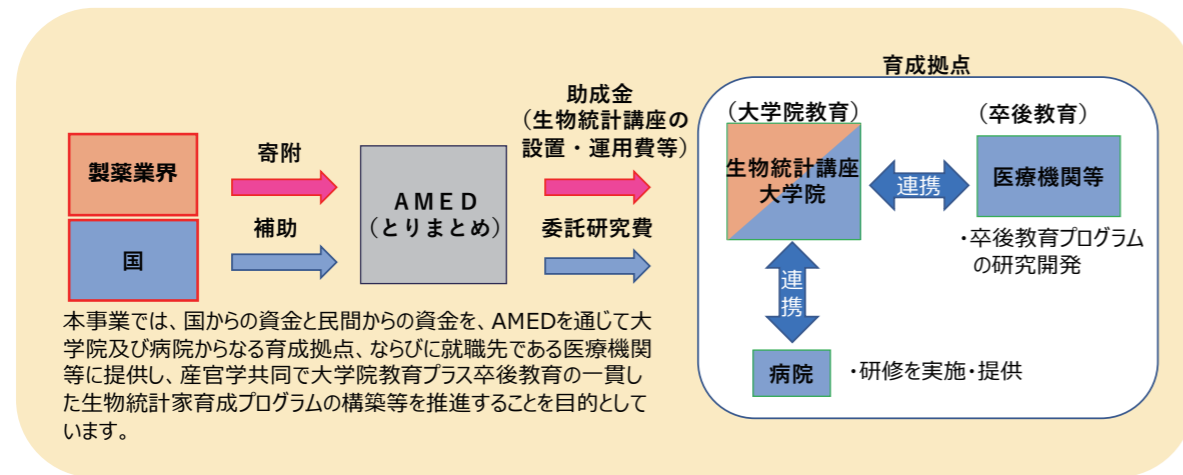 育成拠点
助成金
(生物統計講座の
設置・運用費等)
(大学院教育)
(卒後教育)
製薬業界
寄附
AMED
(とりまとめ)
生物統計講座
大学院
連携
医療機関等
国
補助
委託研究費
・卒後教育プログラム
の研究開発
連
携
本事業では、国からの資金と民間からの資金を、AMEDを通じて大
学院及び病院からなる育成拠点、ならびに就職先である医療機関
等に提供し、産官学共同で大学院教育プラス卒後教育の一貫し
た生物統計家育成プログラムの構築等を推進することを目的として
います。
病院
・研修を実施・提供